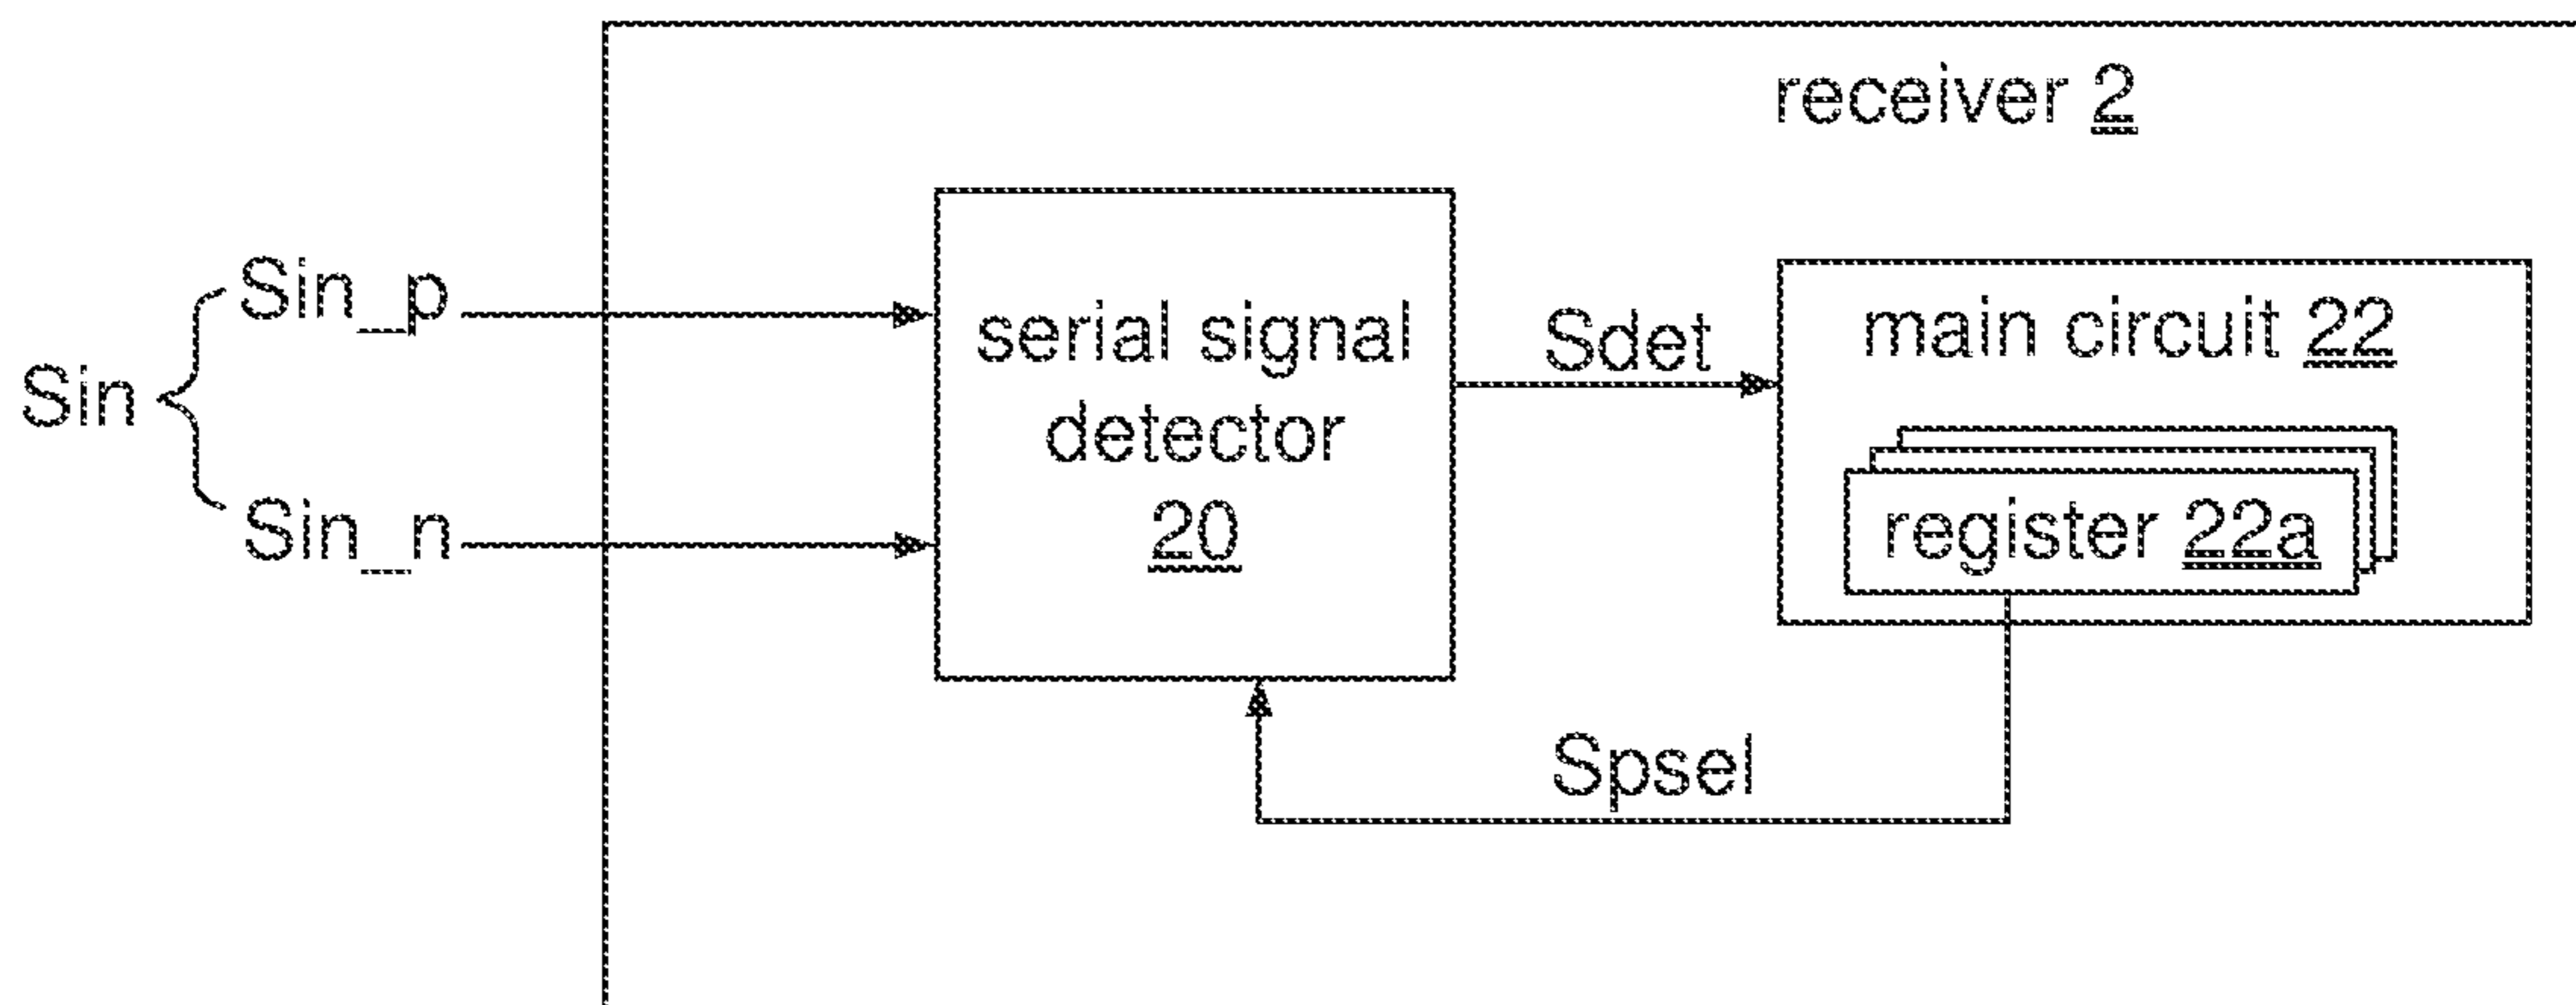 receiver 2
Sin
Sin_p
Sin_n
serial signal
detector
20
Sdet
main circuit 22
register 22a
Spsel